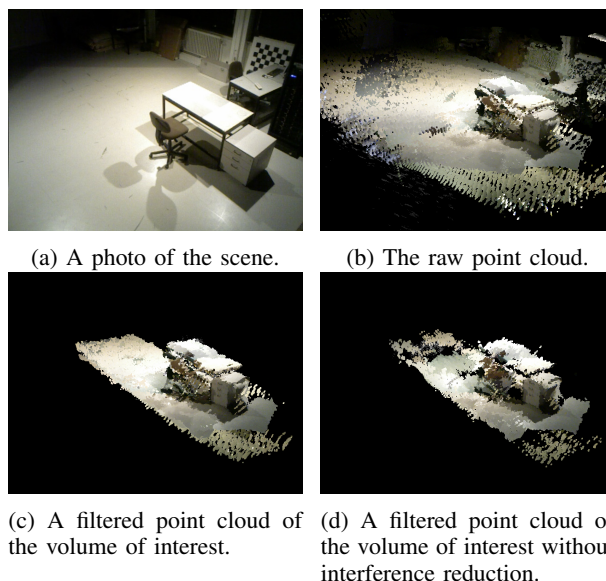 (a) A photo of the scene.
(b) The raw point cloud.
(c) A filtered point cloud of
the volume of interest.
(d) A filtered point cloud o
the volume of interest withou
interference reduction.